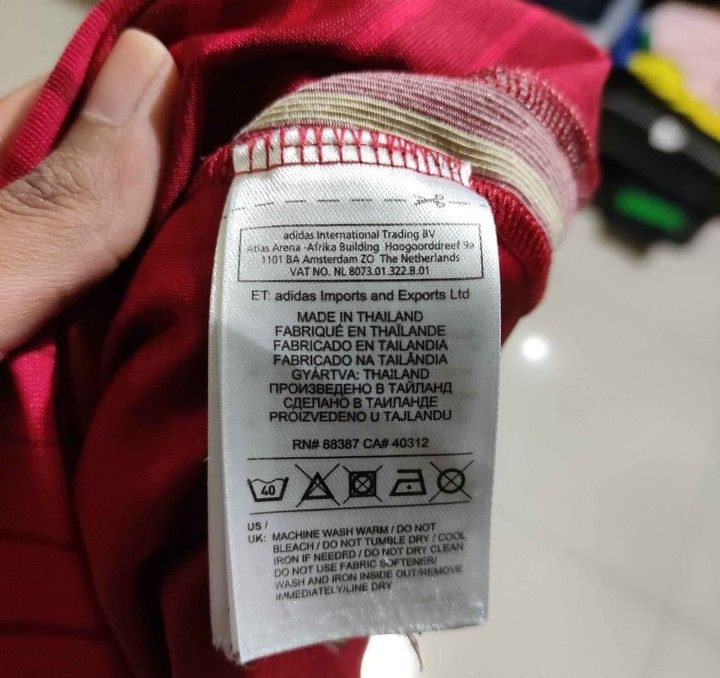 adidas International Trading BV
Atlas Arena -Afrika Building Hoogoorddreef 9a
1101 BA Amsterdam ZO The Netherlands
VAT NO. NL 8073.01.322.B.01
ET: adidas Imports and Exports Ltd
MADE IN THAILAND
FABRIQUÉ EN THAÏLANDE
FABRICADO EN TAILANDIA
FABRICADO NA TAILÂNDIA
GYÁRTVA: THAILAND
ПРОИЗВЕДЕНО В ТАЙЛАНД
СДЕЛАНО В ТАИЛАНДЕ
PROIZVEDENO U TAJLANDU
RN# 88387 CA# 40312
40
US /
UK: MACHINE WASH WARM / DO NOT
BLEACH / DO NOT TUMBLE DRY / COOL
IRON IF NEEDED / DO NOT DRY CLEAN
DO NOT USE FABRIC SOFTENER/
WASH AND IRON INSIDE OUT/REMOVE
IMMEDIATELY/LINE DRY